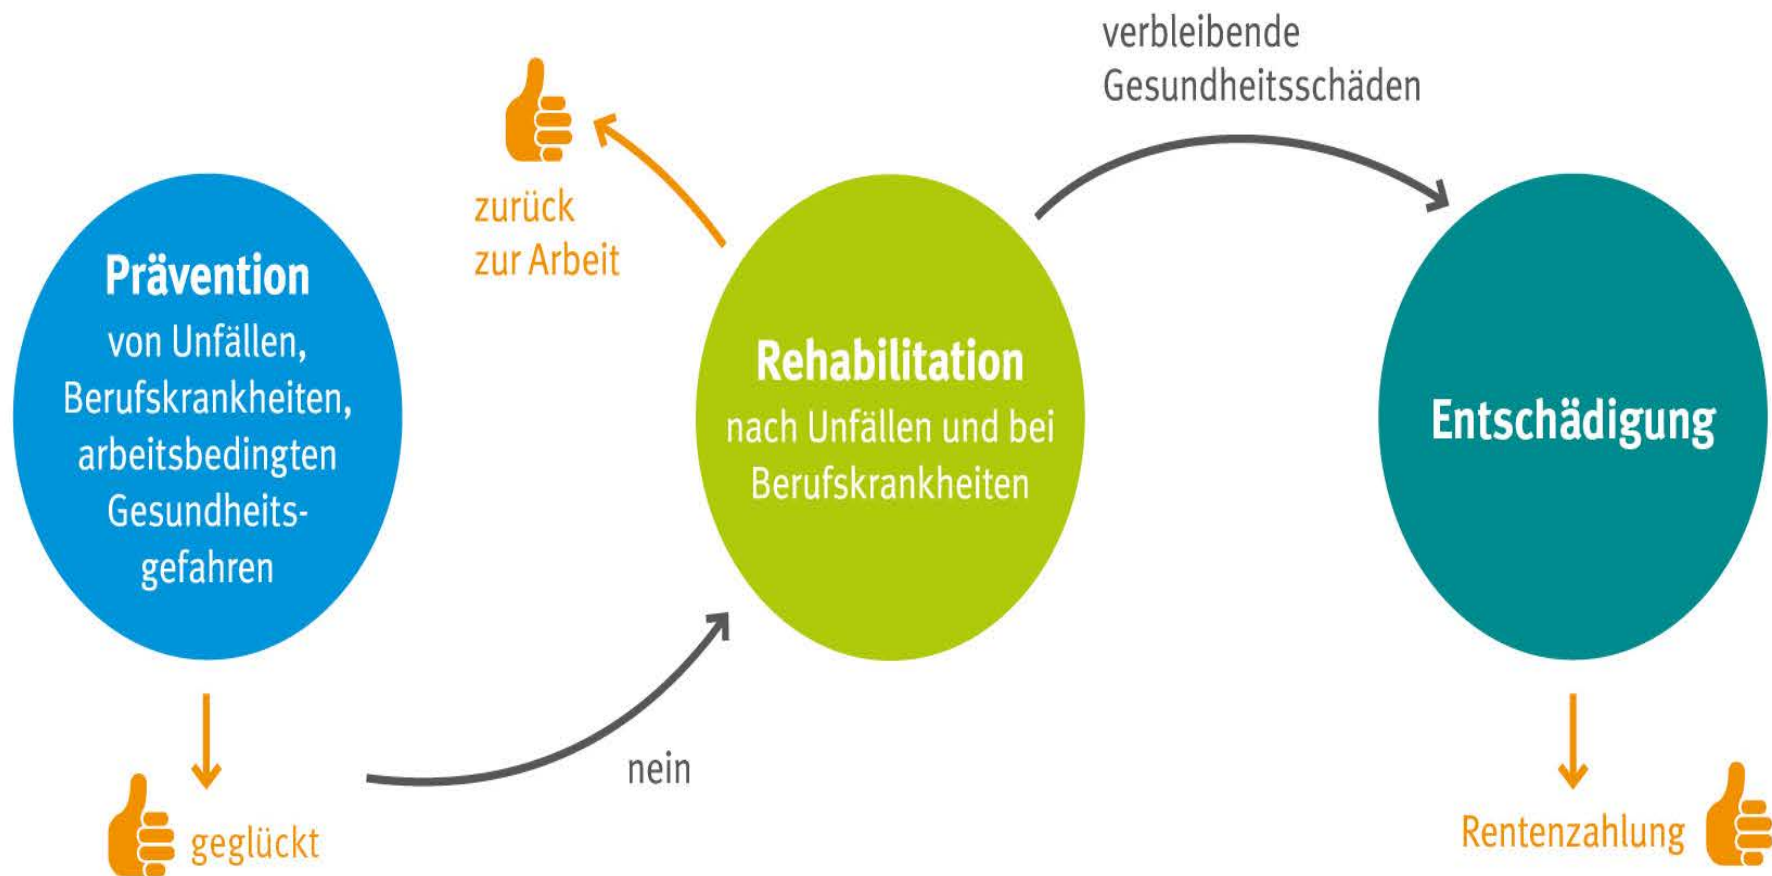 Prävention
von Unfällen,
Berufskrankheiten,
arbeitsbedingten
Gesundheits-
gefahren
geglückt
nein
zurück
zur Arbeit
Rehabilitation
nach Unfällen und bei
Berufskrankheiten
verbleibende
Gesundheitsschäden
Entschädigung
Rentenzahlung